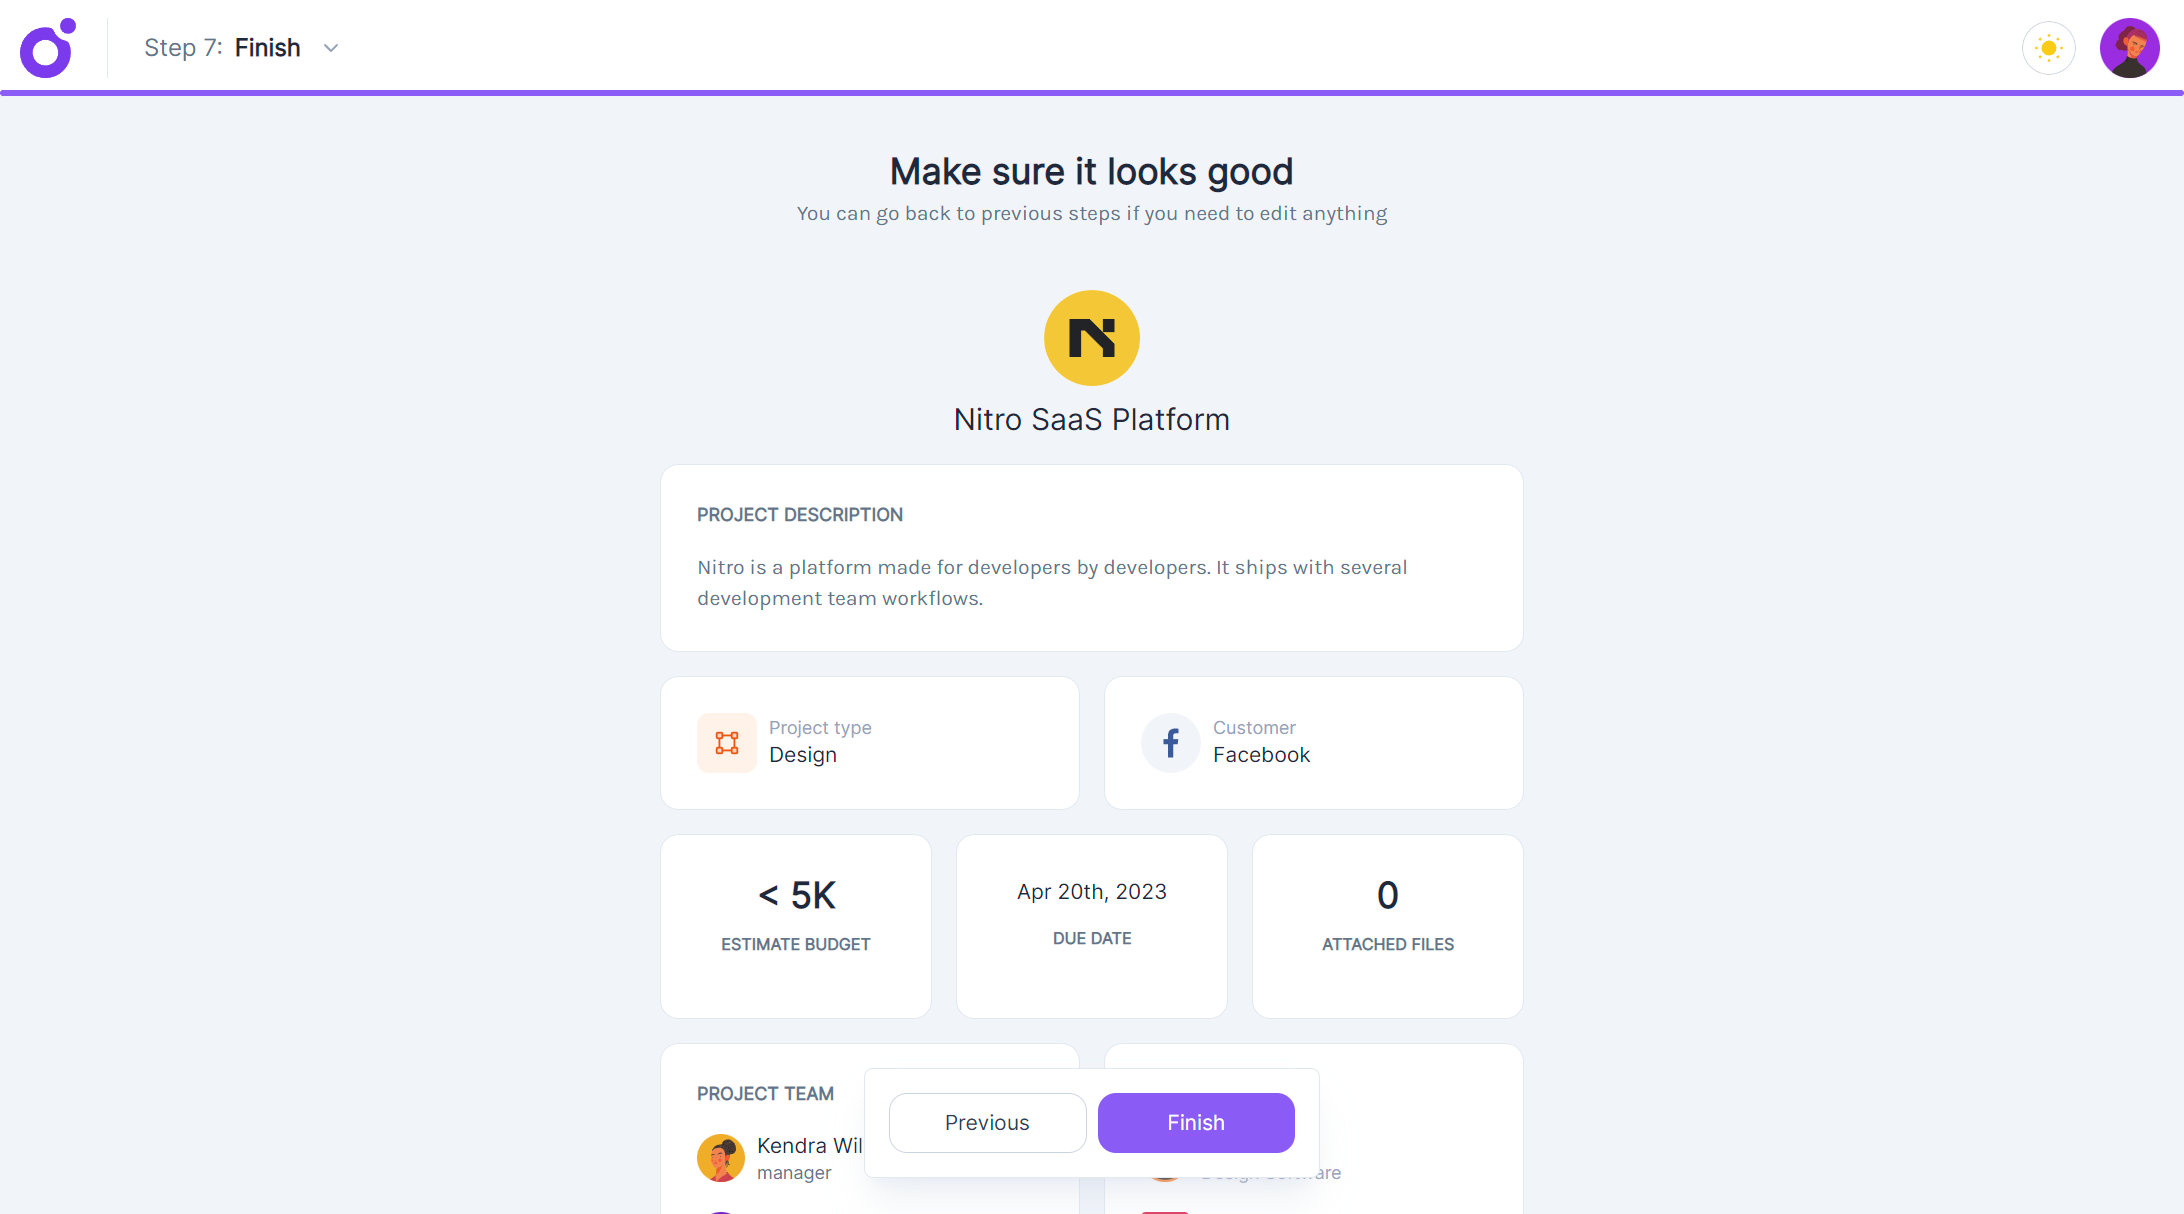 Step 7: Finish
Make sure it looks good
You can go back to previous steps if you need to edit anything
Nitro SaaS Platform
PROJECT DESCRIPTION
Nitro is a platform made for developers by developers. It ships with several
development team workflows.
Project type
Design
Customer
Facebook
< 5K
ESTIMATE BUDGET
Apr 20th, 2023
DUE DATE
0
ATTACHED FILES
PROJECT TEAM
Kendra Wil
manager
Previous
Finish